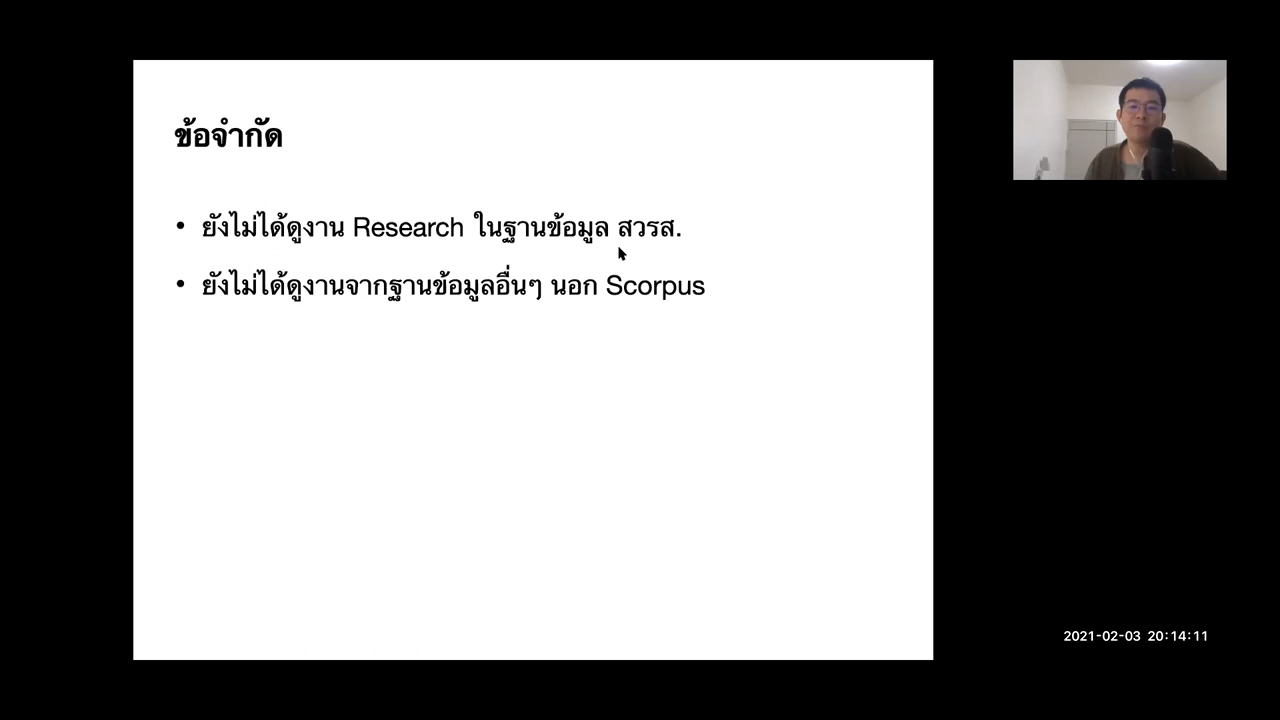 ข้อจำกัด
• ยังไม่ได้ดูงาน Research ในฐานข้อมูล สวรส.
• ยังไม่ได้ดูงานจากฐานข้อมูลอื่นๆ นอก Scorpus
2021-02-03 20:14:11